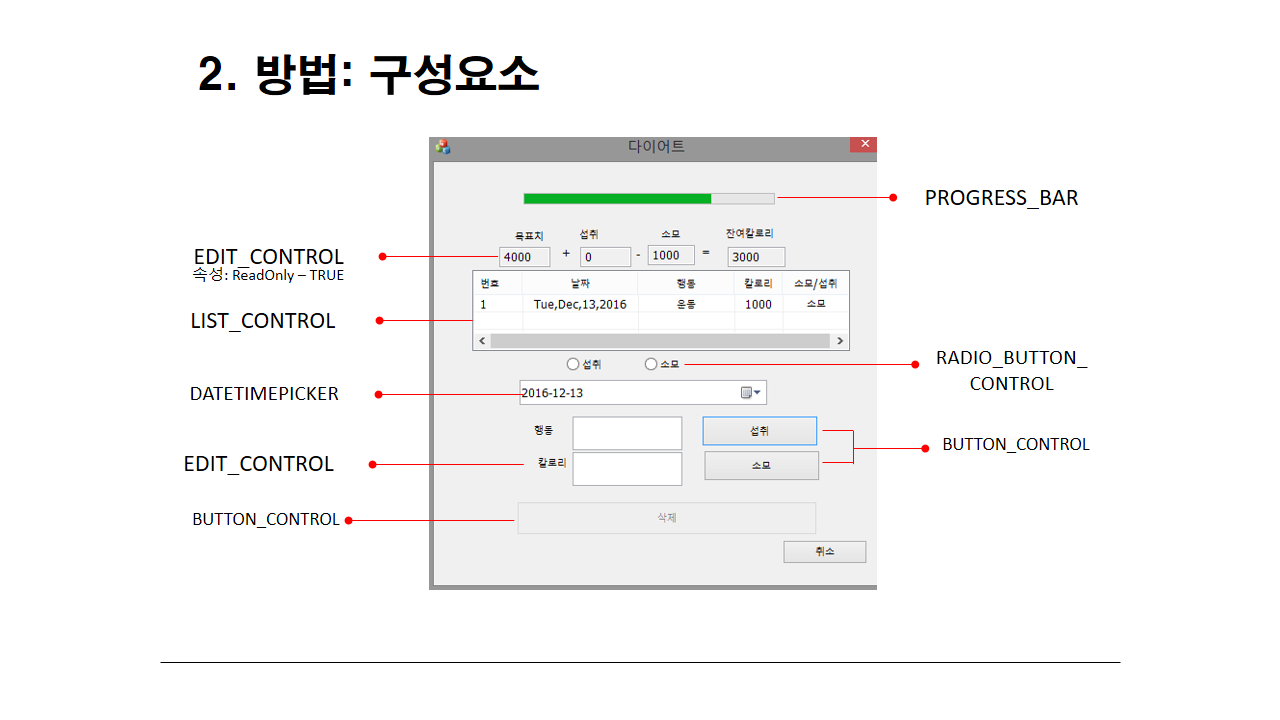 2. 방법: 구성요소
다이어트
PROGRESS_BAR
목표치 섭취 소모 잔여칼로리
EDIT_CONTROL
속성: ReadOnly – TRUE
4000 + 0 - 1000 = 3000
번호 날짜 행동 칼로리 소모/섭취
1 Tue,Dec,13,2016 운동 1000 소모
LIST_CONTROL
섭취 소모
RADIO_BUTTON_
CONTROL
DATETIMEPICKER
2016-12-13
행동 섭취
BUTTON_CONTROL
EDIT_CONTROL
칼로리 소모
BUTTON_CONTROL
삭제
취소